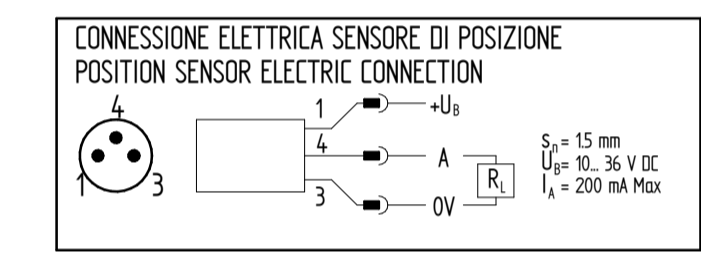 CONNESSIONE ELETTRICA SENSORE DI POSIZIONE
POSITION SENSOR ELECTRIC CONNECTION
4
1
3
1
+UB
4
A
3
0V
RL
Sn= 1.5 mm
UB= 10... 36 V DC
IA = 200 mA Max